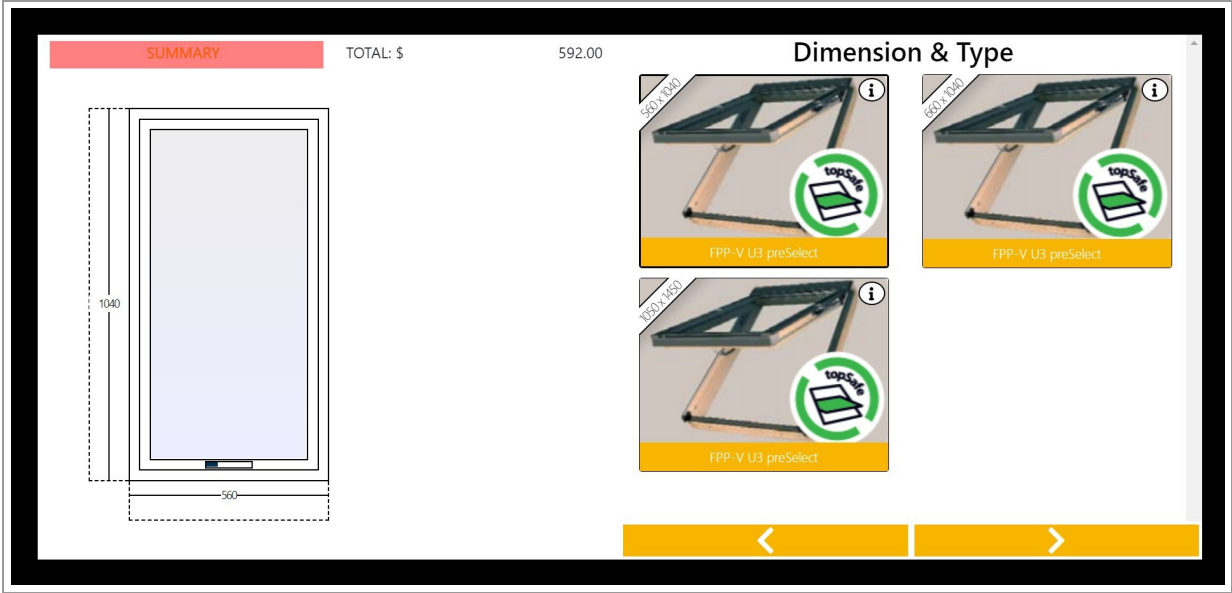 SUMMARY
TOTAL: $ 592.00
Dimension & Type
560 x 1040
i
topSafe
FPP-V U3 preSelect
660 x 1040
i
topSafe
FPP-V U3 preSelect
1050 x 1450
i
topSafe
FPP-V U3 preSelect
1040
560